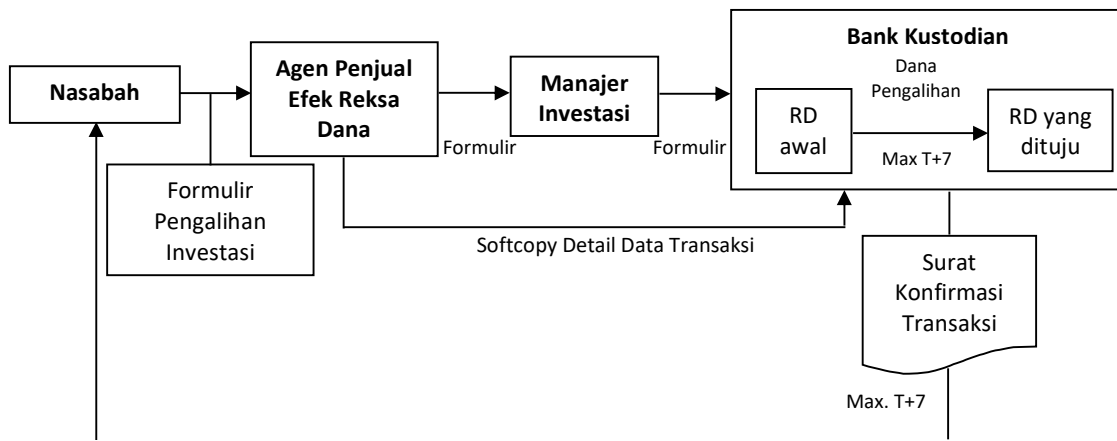 Nasabah
Agen Penjual
Efek Reksa
Dana
Manajer
Investasi
Bank Kustodian
Dana
Pengalihan
RD
awal
RD yang
dituju
Max T+7
Formulir
Formulir
Formulir
Pengalihan
Investasi
Softcopy Detail Data Transaksi
Surat
Konfirmasi
Transaksi
Max. T+7